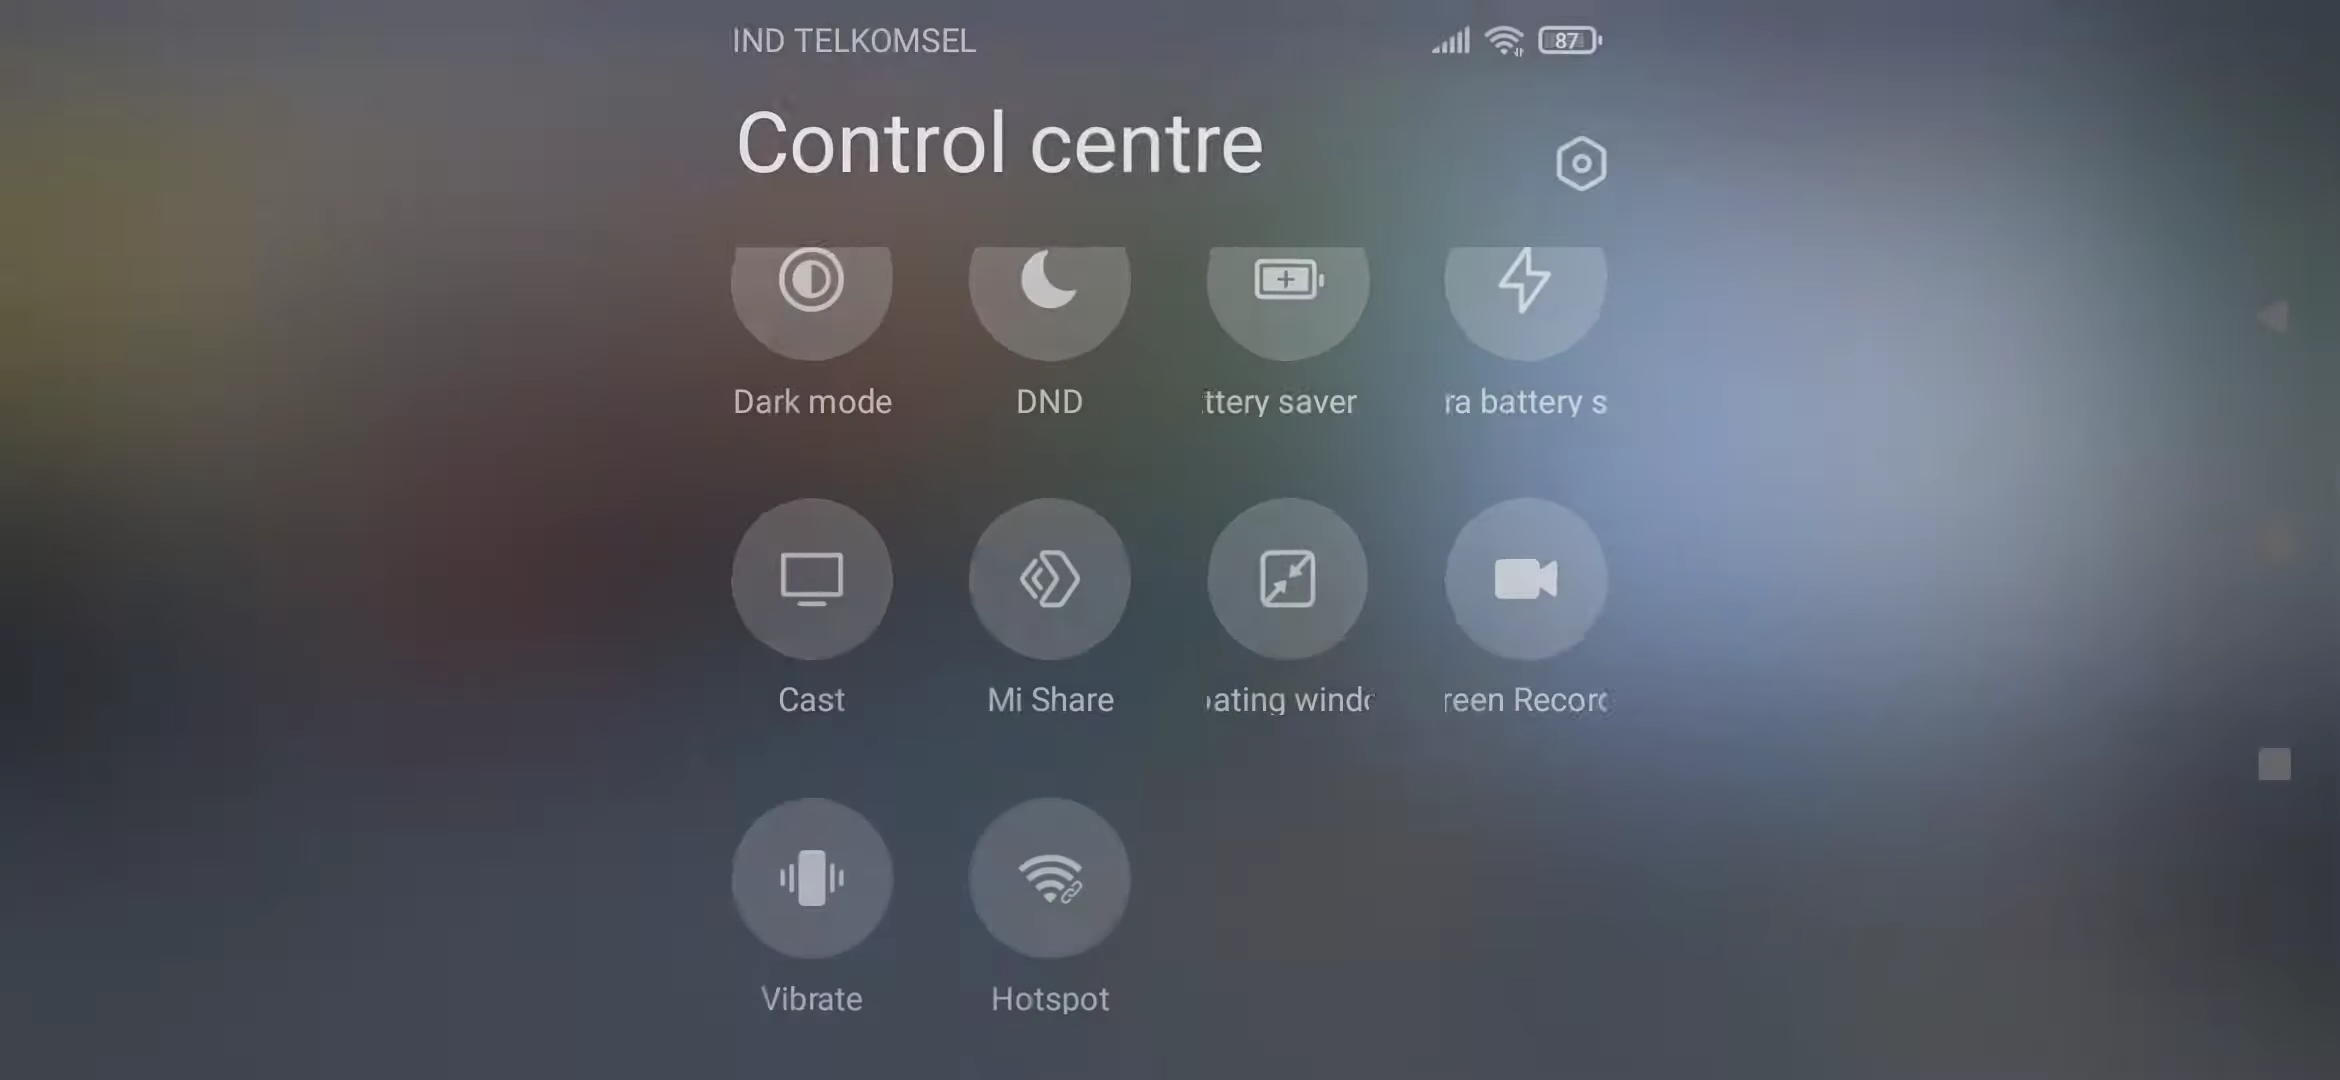 IND TELKOMSEL
87
Control centre
Dark mode
DND
ttery saver
ra battery s
Cast
Mi Share
ating windo
reen Record
Vibrate
Hotspot